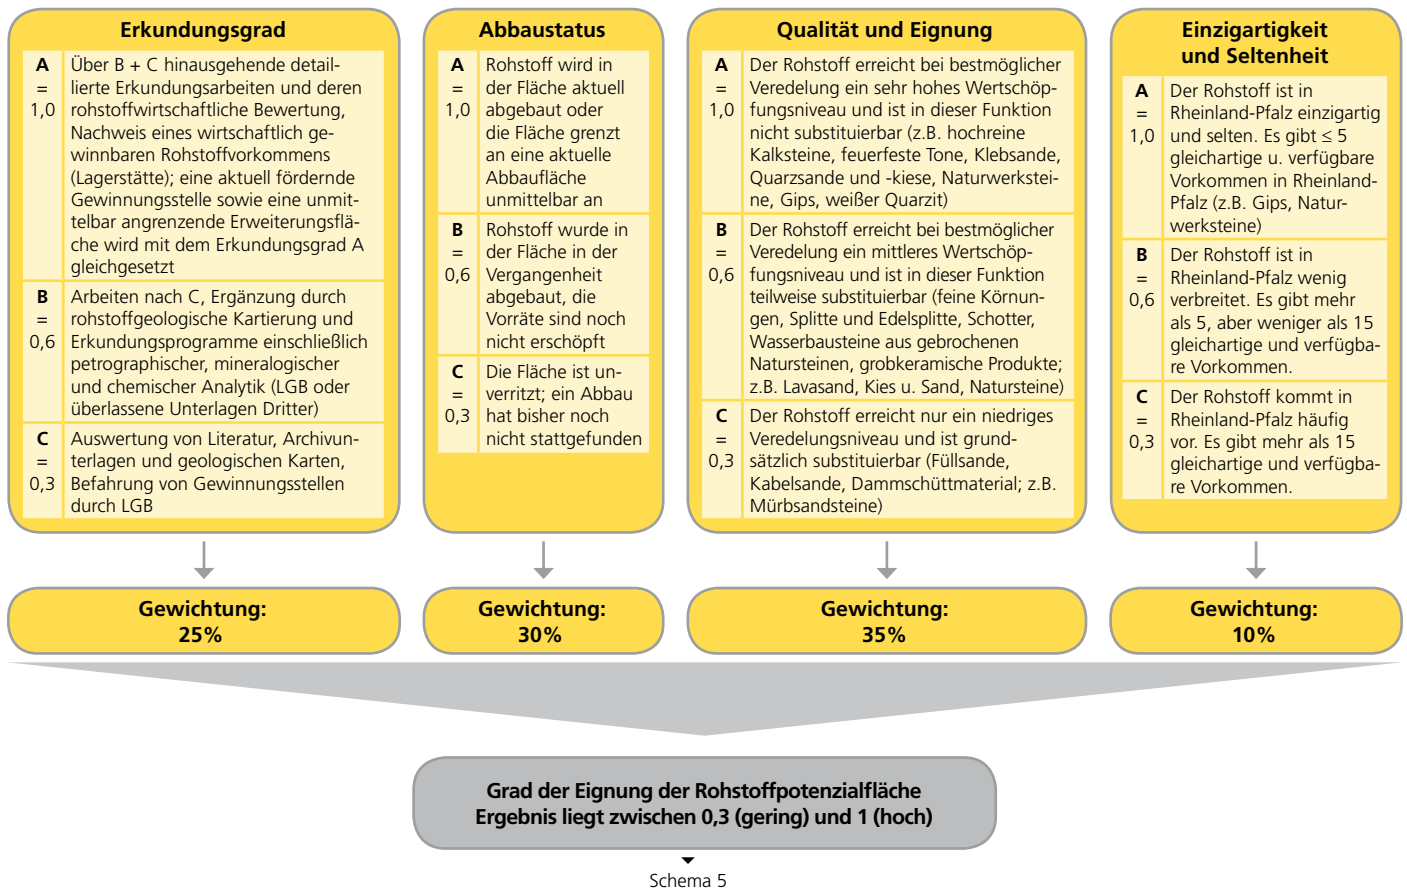 Erkundungsgrad
A
=
1,0
Über B + C hinausgehende detail-
lierte Erkundungsarbeiten und deren
rohstoffwirtschaftliche Bewertung,
Nachweis eines wirtschaftlich ge-
winnbaren Rohstoffvorkommens
(Lagerstätte); eine aktuell fördernde
Gewinnungsstelle sowie eine unmit-
telbar angrenzende Erweiterungsflä-
che wird mit dem Erkundungsgrad A
gleichgesetzt
B
=
0,6
Arbeiten nach C, Ergänzung durch
rohstoffgeologische Kartierung und
Erkundungsprogramme einschließlich
petrographischer, mineralogischer
und chemischer Analytik (LGB oder
überlassene Unterlagen Dritter)
C
=
0,3
Auswertung von Literatur, Archivun-
terlagen und geologischen Karten,
Befahrung von Gewinnungsstellen
durch LGB
Abbaustatus
A
=
1,0
Rohstoff wird in
der Fläche aktuell
abgebaut oder
die Fläche grenzt
an eine aktuelle
Abbaufläche
unmittelbar an
B
=
0,6
Rohstoff wurde in
der Fläche in der
Vergangenheit
abgebaut, die
Vorräte sind noch
nicht erschöpft
C
=
0,3
Die Fläche ist un-
verritzt; ein Abbau
hat bisher noch
nicht stattgefunden
Qualität und Eignung
A
=
1,0
Der Rohstoff erreicht bei bestmöglicher
Veredelung ein sehr hohes Wertschöp-
fungsniveau und ist in dieser Funktion
nicht substituierbar (z.B. hochreine
Kalksteine, feuerfeste Tone, Klebsande,
Quarzsande und -kiese, Naturwerkstei-
ne, Gips, weißer Quarzit)
B
=
0,6
Der Rohstoff erreicht bei bestmöglicher
Veredelung ein mittleres Wertschöp-
fungsniveau und ist in dieser Funktion
teilweise substituierbar (feine Körnun-
gen, Splitte und Edelsplitte, Schotter,
Wasserbausteine aus gebrochenen
Natursteinen, grobkeramische Produkte;
z.B. Lavasand, Kies u. Sand, Natursteine)
C
=
0,3
Der Rohstoff erreicht nur ein niedriges
Veredelungsniveau und ist grund-
sätzlich substituierbar (Füllsande,
Kabelsande, Dammschüttmaterial; z.B.
Mürbsandsteine)
Einzigartigkeit
und Seltenheit
A
=
1,0
Der Rohstoff ist in
Rheinland-Pfalz einzigartig
und selten. Es gibt ≤ 5
gleichartige u. verfügbare
Vorkommen in Rheinland-
Pfalz (z.B. Gips, Natur-
werksteine)
B
=
0,6
Der Rohstoff ist in
Rheinland-Pfalz wenig
verbreitet. Es gibt mehr
als 5, aber weniger als 15
gleichartige und verfügba-
re Vorkommen.
C
=
0,3
Der Rohstoff kommt in
Rheinland-Pfalz häufig
vor. Es gibt mehr als 15
gleichartige und verfügba-
re Vorkommen.
Gewichtung:
25%
Gewichtung:
30%
Gewichtung:
35%
Gewichtung:
10%
Grad der Eignung der Rohstoffpotenzialfläche
Ergebnis liegt zwischen 0,3 (gering) und 1 (hoch)
Schema 5